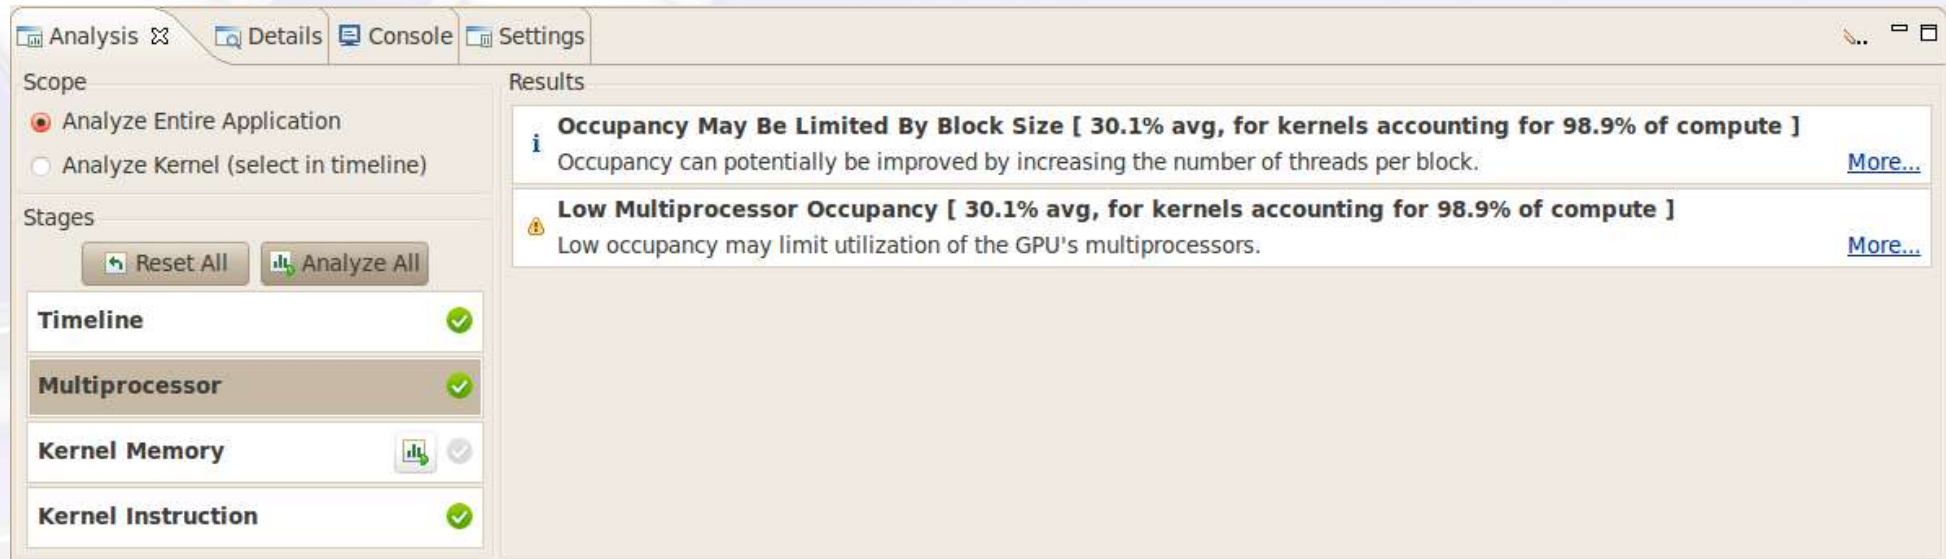 Analysis
Details
Console
Settings
Scope
Analyze Entire Application
Analyze Kernel (select in timeline)
Stages
Reset All
Analyze All
Timeline
Multiprocessor
Kernel Memory
Kernel Instruction
Results
Occupancy May Be Limited By Block Size [ 30.1% avg, for kernels accounting for 98.9% of compute ]
Occupancy can potentially be improved by increasing the number of threads per block.
More...
Low Multiprocessor Occupancy [ 30.1% avg, for kernels accounting for 98.9% of compute ]
Low occupancy may limit utilization of the GPU's multiprocessors.
More...